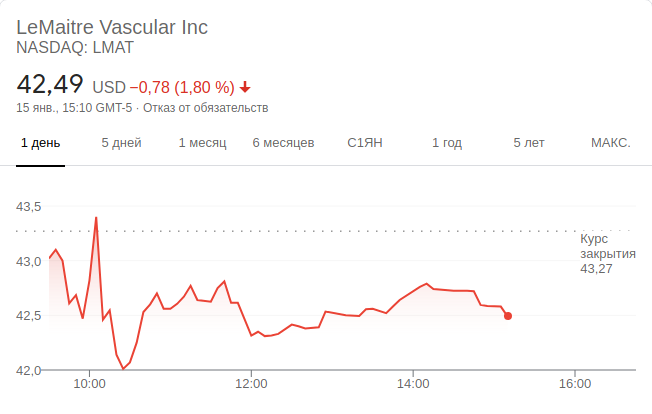 LeMaitre Vascular Inc
NASDAQ: LMAT
42,49 USD −0,78 (1,80 %)
15 янв., 15:10 GMT-5 · Отказ от обязательств
1 день 5 дней 1 месяц 6 месяцев С1ЯН 1 год 5 лет МАКС.
43,5
Курс
закрытия
43,27
43,0
42,5
42,0
10:00 12:00 14:00 16:00